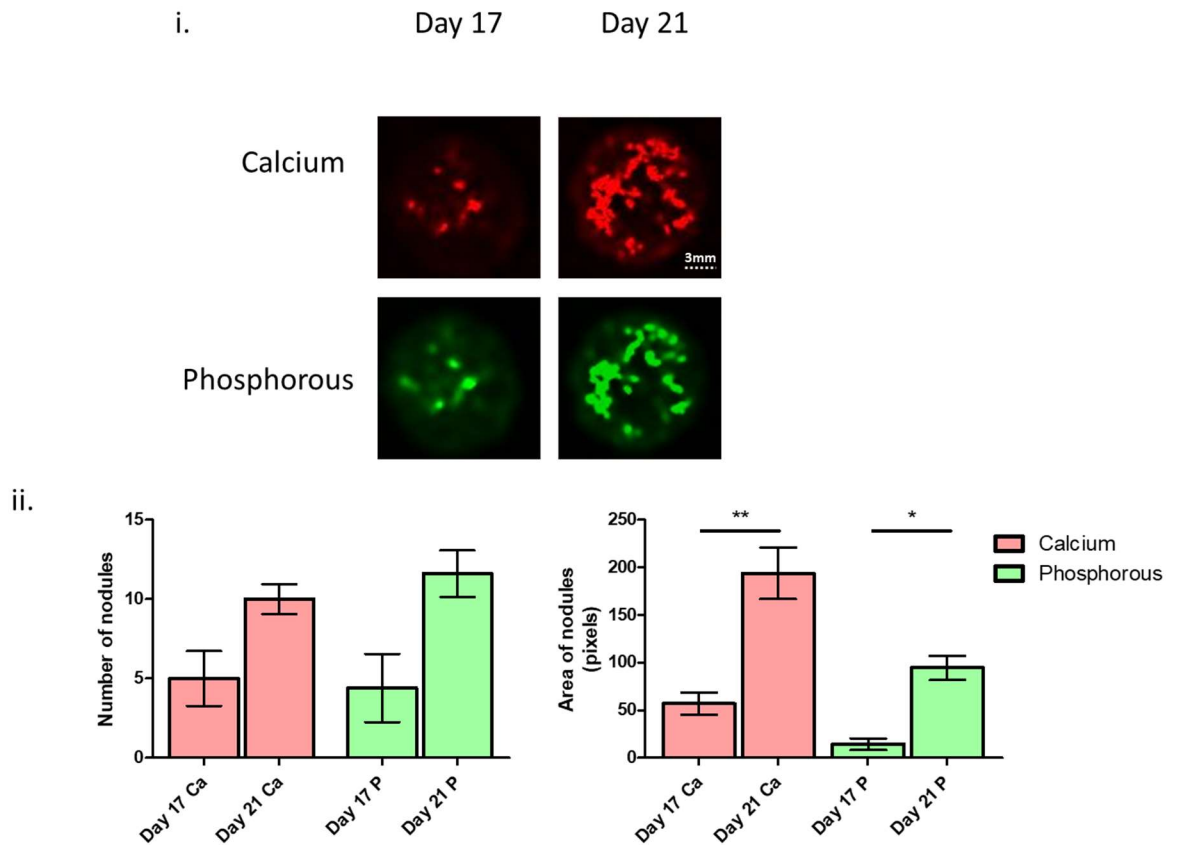 i.
Day 17
Day 21
Calcium
3mm
Phosphorous
ii.
Number of nodules
15
10
5
0
Day 17 Ca
Day 21 Ca
Day 17 P
Day 21 P
Area of nodules
(pixels)
250
200
150
100
50
0
**
*
Day 17 Ca
Day 21 Ca
Day 17 P
Day 21 P
Calcium
Phosphorous